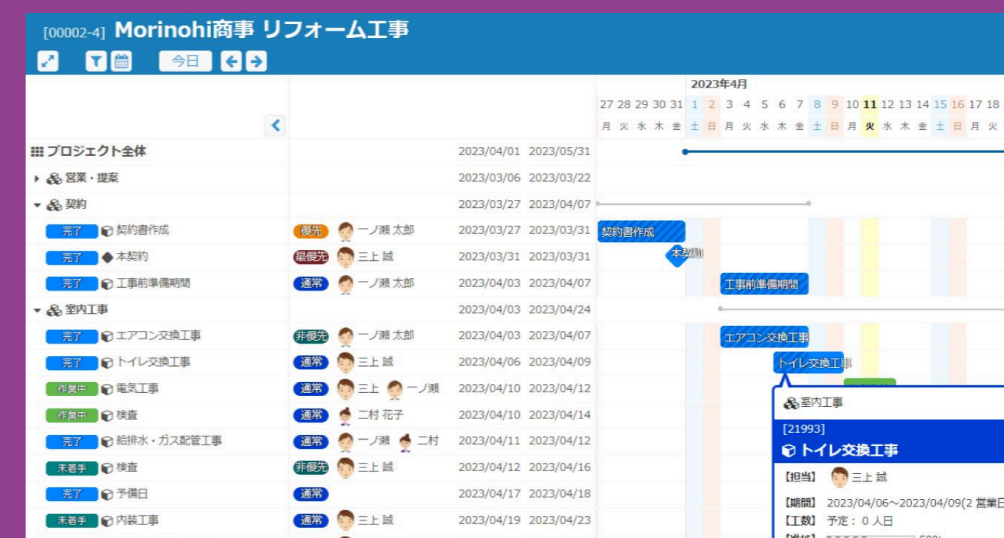 [00002-4] Morinohi商事 リフォーム工事
今日
2023年4月
27 28 29 30 31 1 2 3 4 5 6 7 8 9 10 11 12 13 14 15 16 17 18
月 火 水 木 金 土 日 月 火 水 木 金 土 日 月 火 水 木 金 土 日 月 火
プロジェクト全体 2023/04/01 2023/05/31
営業・提案 2023/03/06 2023/03/22
契約 2023/03/27 2023/04/07
完了 契約書作成 優先 一ノ瀬 太郎 2023/03/27 2023/03/31 契約書作成
完了 本契約 最優先 三上 誠 2023/03/31 2023/03/31 本契約
完了 工事前準備期間 通常 一ノ瀬 太郎 2023/04/03 2023/04/07 工事前準備期間
室内工事 2023/04/03 2023/04/24
完了 エアコン交換工事 非優先 一ノ瀬 太郎 2023/04/03 2023/04/07 エアコン交換工事
完了 トイレ交換工事 通常 三上 誠 2023/04/06 2023/04/09 トイレ交換工事
作業中 電気工事 通常 三上 一ノ瀬 2023/04/10 2023/04/12
作業中 検査 通常 二村 花子 2023/04/10 2023/04/14
完了 給排水・ガス配管工事 通常 一ノ瀬 二村 2023/04/11 2023/04/12
未着手 検査 非優先 三上 誠 2023/04/12 2023/04/16
完了 予備日 通常 2023/04/17 2023/04/18
未着手 内装工事 通常 三上 誠 2023/04/19 2023/04/23
室内工事
[21993]
トイレ交換工事
【担当】 三上 誠
【期間】 2023/04/06～2023/04/09(2 営業日
【工数】 予定：0 人日